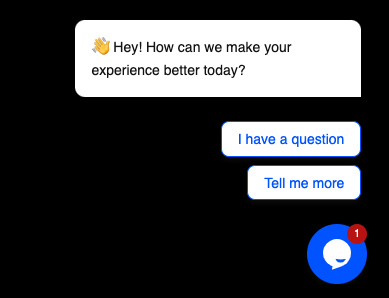 👋 Hey! How can we make your
experience better today?
I have a question
Tell me more
1